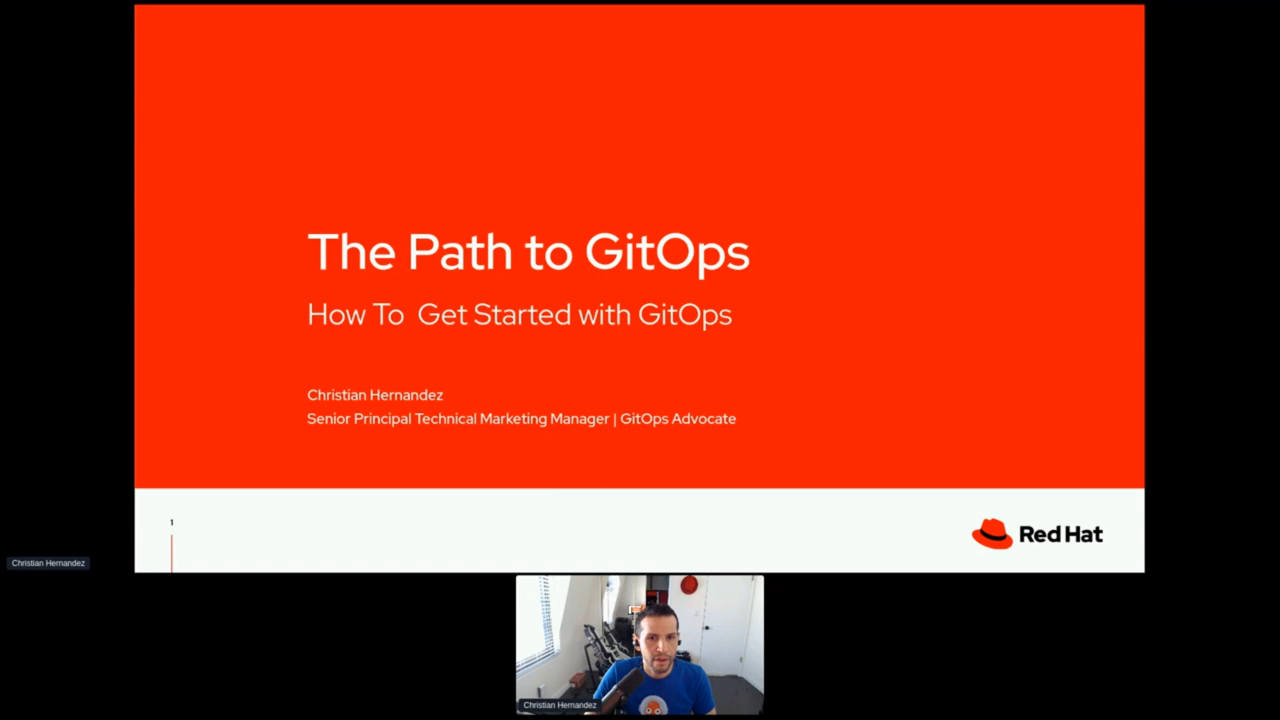 The Path to GitOps
How To  Get Started with GitOps
Christian Hernandez
Senior Principal Technical Marketing Manager | GitOps Advocate
1
Red Hat
Christian Hernandez
Christian Hernandez